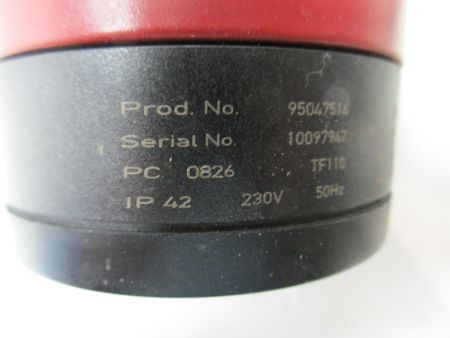 Prod. No. 95047514
Serial No. 10097947
PC 0826 TF110
IP 42 230V 50Hz